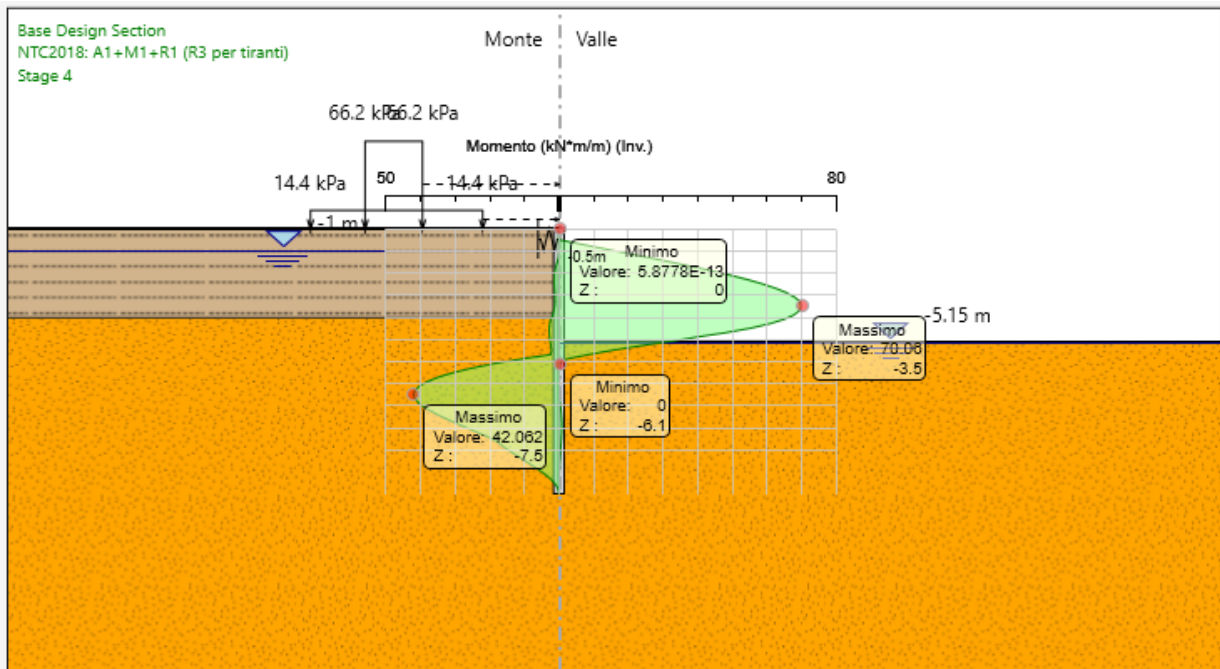 Base Design Section
NTC2018: A1+M1+R1 (R3 per tiranti)
Stage 4
Monte
Valle
66.2 kPa
66.2 kPa
Momento (kN*m/m) (Inv.)
14.4 kPa
50
14.4 kPa
80
-1 m
-0.5m
Minimo
Valore: 5.8778E-13
Z : 0
-5.15 m
Massimo
Valore: 70.06
Z : -3.5
Minimo
Valore: 0
Z : -6.1
Massimo
Valore: 42.062
Z : -7.5